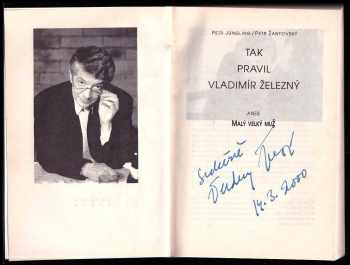 PETR JÜNGLING/PETR ŽANTOVSKÝ
TAK
PRAVIL
VLADIMÍR ŽELEZNÝ
ANEB
MALÝ VELKÝ MUŽ
Srdečně
14.3.2000